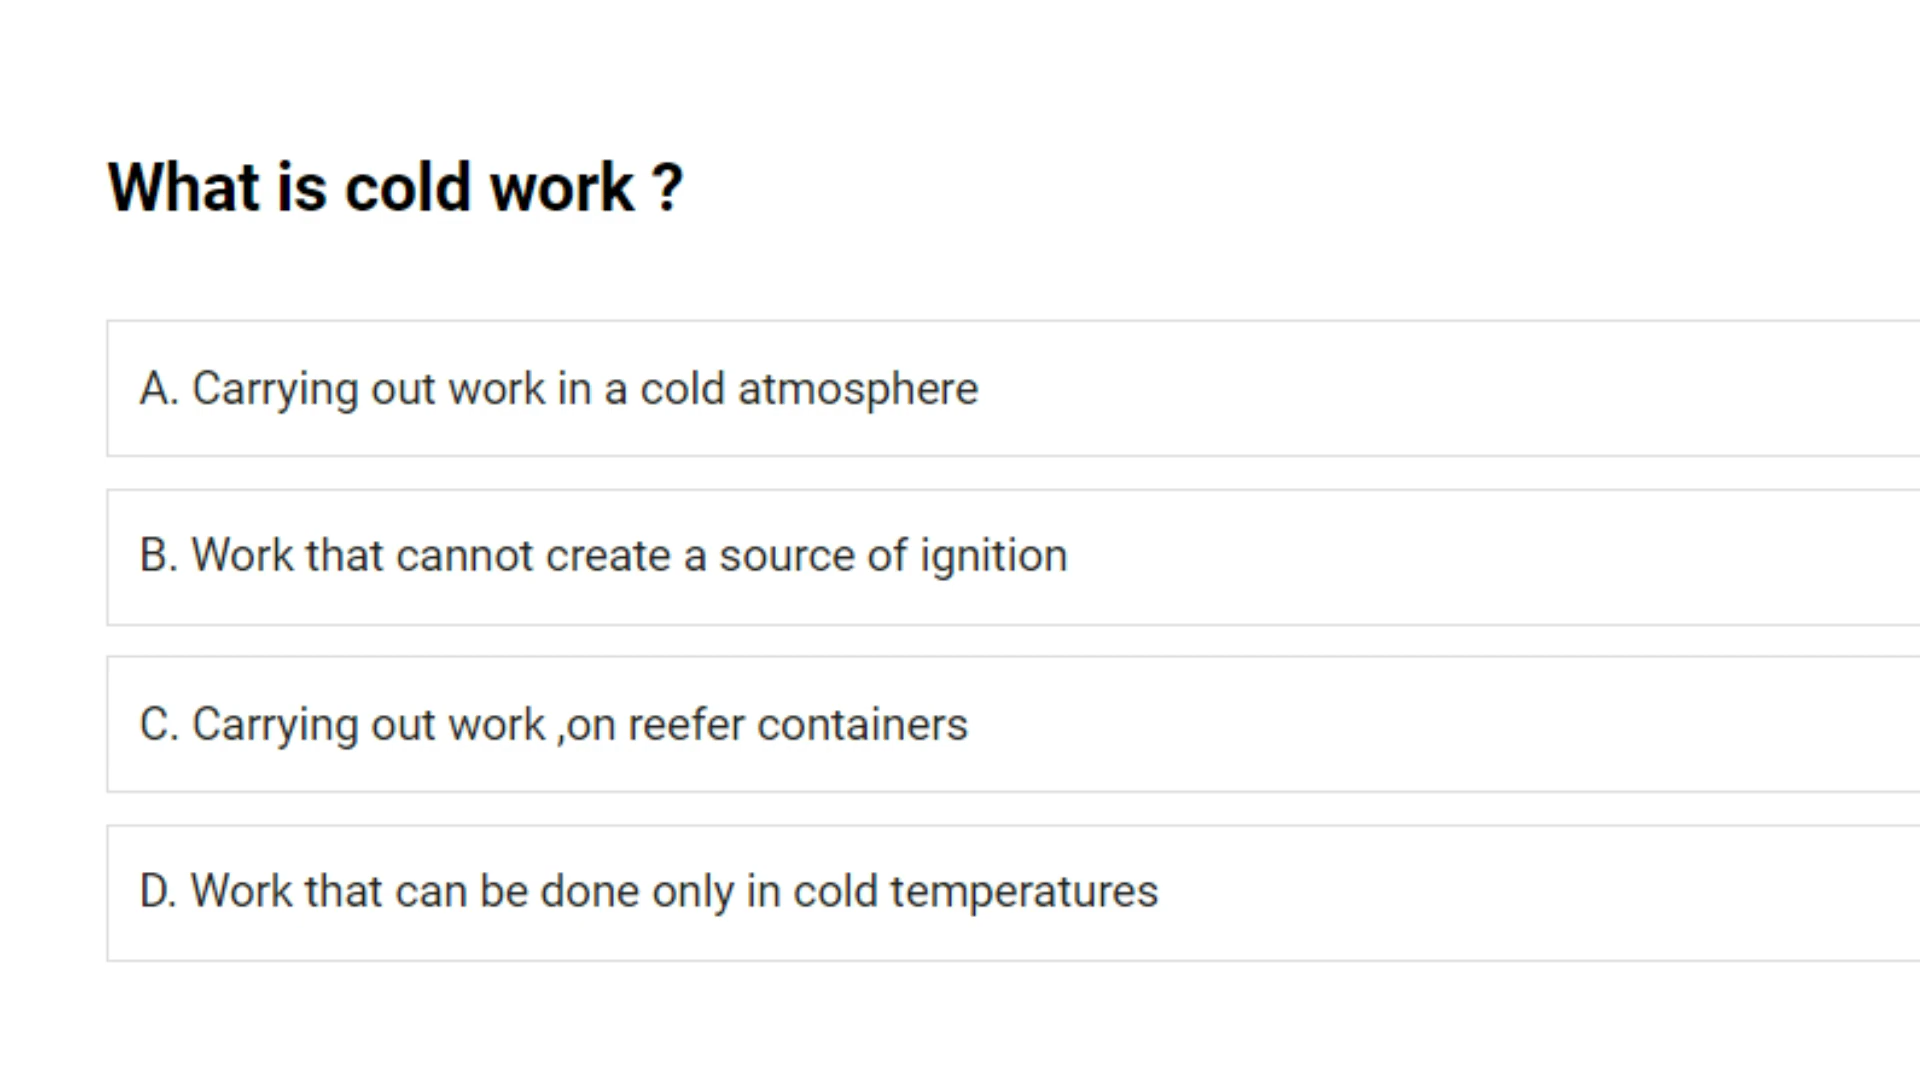 What is cold work ?
A. Carrying out work in a cold atmosphere
B. Work that cannot create a source of ignition
C. Carrying out work ,on reefer containers
D. Work that can be done only in cold temperatures